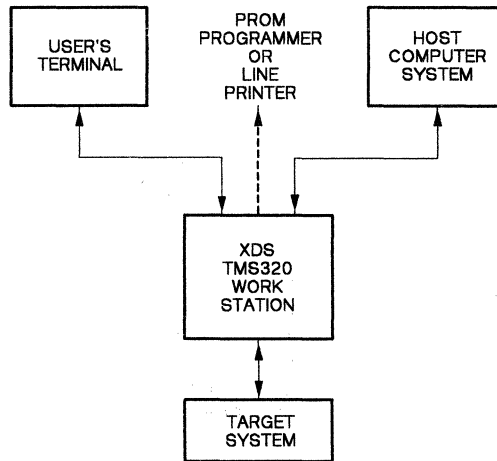 USER'S
TERMINAL
PROM
PROGRAMMER
OR
LINE
PRINTER
HOST
COMPUTER
SYSTEM
XDS
TMS320
WORK
STATION
TARGET
SYSTEM